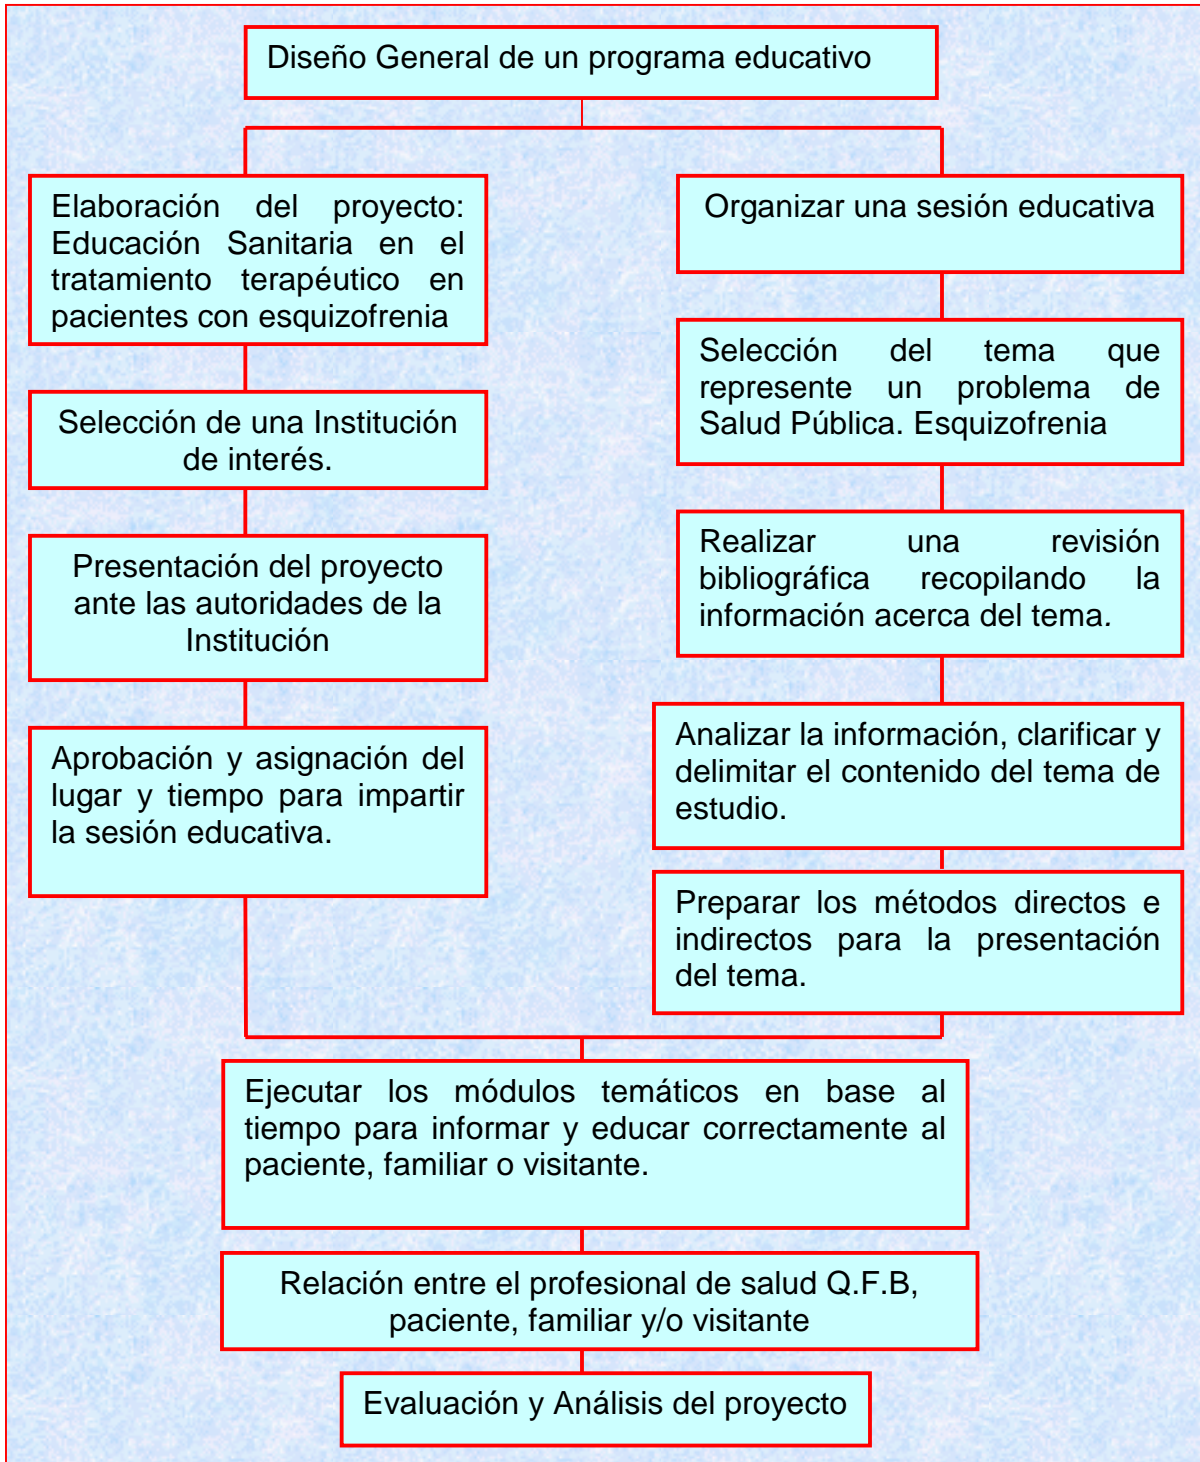 Diseño General de un programa educativo
Elaboración del proyecto:
Educación Sanitaria en el
tratamiento terapéutico en
pacientes con esquizofrenia
Selección de una Institución
de interés.
Presentación del proyecto
ante las autoridades de la
Institución
Aprobación y asignación del
lugar y tiempo para impartir
la sesión educativa.
Organizar una sesión educativa
Selección del tema que
represente un problema de
Salud Pública. Esquizofrenia
Realizar una revisión
bibliográfica recopilando la
información acerca del tema.
Analizar la información, clarificar y
delimitar el contenido del tema de
estudio.
Preparar los métodos directos e
indirectos para la presentación
del tema.
Ejecutar los módulos temáticos en base al
tiempo para informar y educar correctamente al
paciente, familiar o visitante.
Relación entre el profesional de salud Q.F.B,
paciente, familiar y/o visitante
Evaluación y Análisis del proyecto